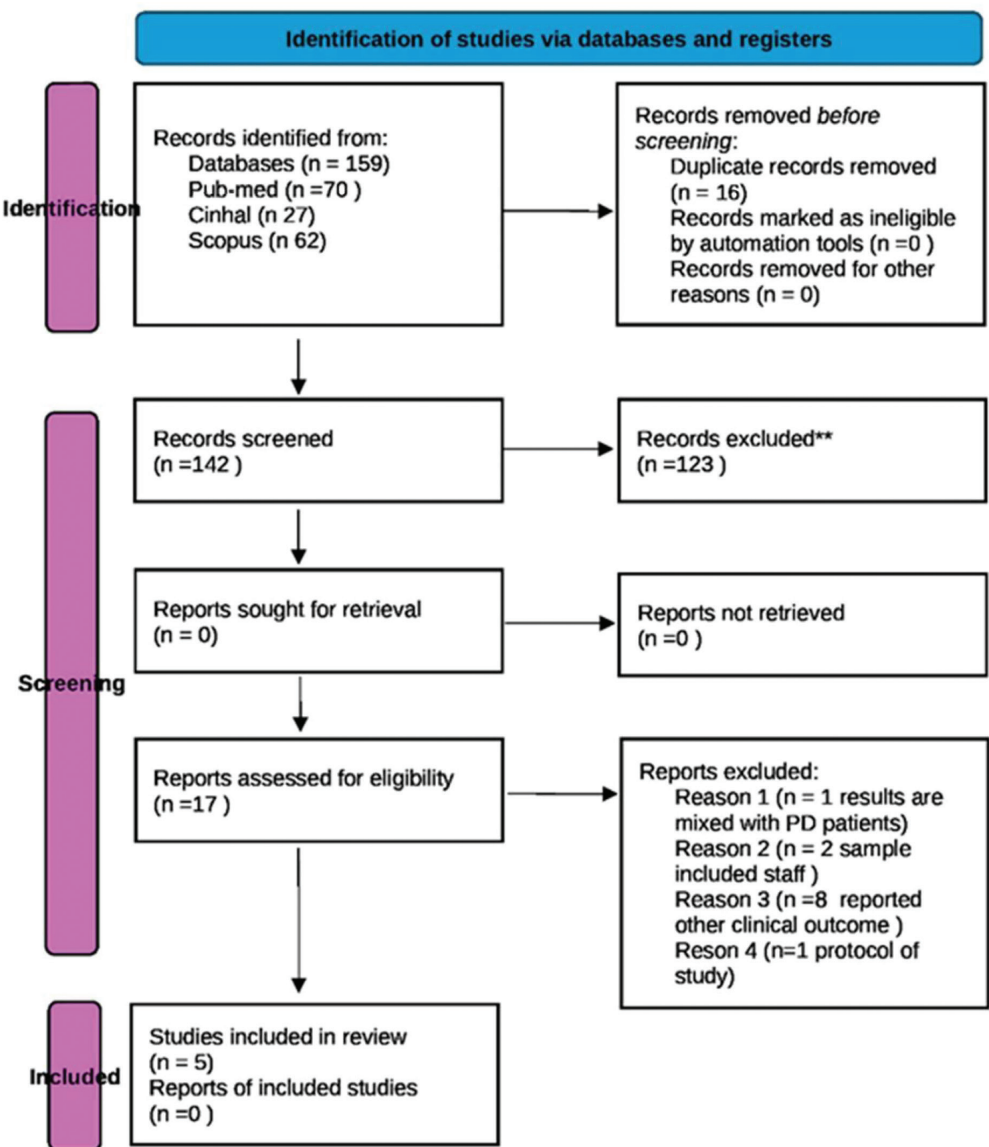 Identification of studies via databases and registers
Identification
Records identified from:
Databases (n = 159)
Pub-med (n =70 )
Cinhal (n 27)
Scopus (n 62)
Records removed before
screening:
Duplicate records removed
(n = 16)
Records marked as ineligible
by automation tools (n =0 )
Records removed for other
reasons (n = 0)
Screening
Records screened
(n =142 )
Records excluded**
(n =123 )
Reports sought for retrieval
(n = 0)
Reports not retrieved
(n =0 )
Reports assessed for eligibility
(n =17 )
Reports excluded:
Reason 1 (n = 1 results are
mixed with PD patients)
Reason 2 (n = 2 sample
included staff )
Reason 3 (n =8  reported
other clinical outcome )
Reson 4 (n=1 protocol of
study)
Included
Studies included in review
(n = 5)
Reports of included studies
(n =0 )